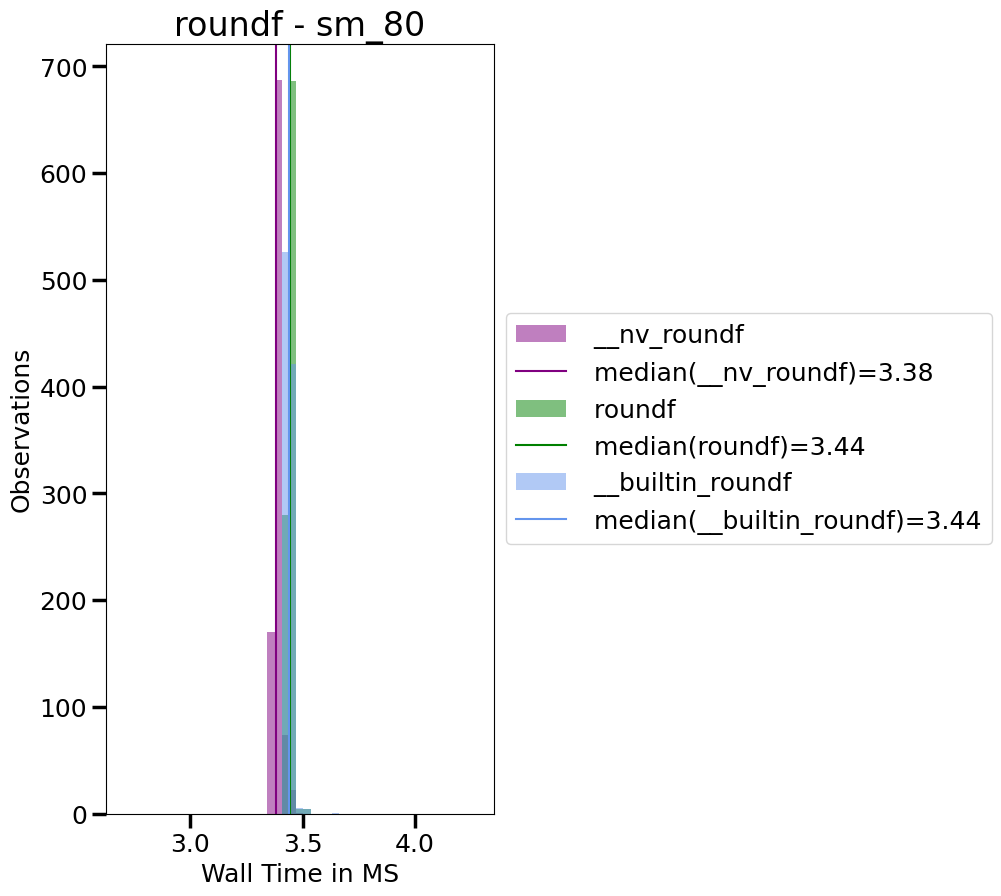 roundf - sm_80
700
600
500
400
300
200
100
0
Observations
3.0 3.5 4.0
Wall Time in MS
__nv_roundf
median(__nv_roundf)=3.38
roundf
median(roundf)=3.44
__builtin_roundf
median(__builtin_roundf)=3.44